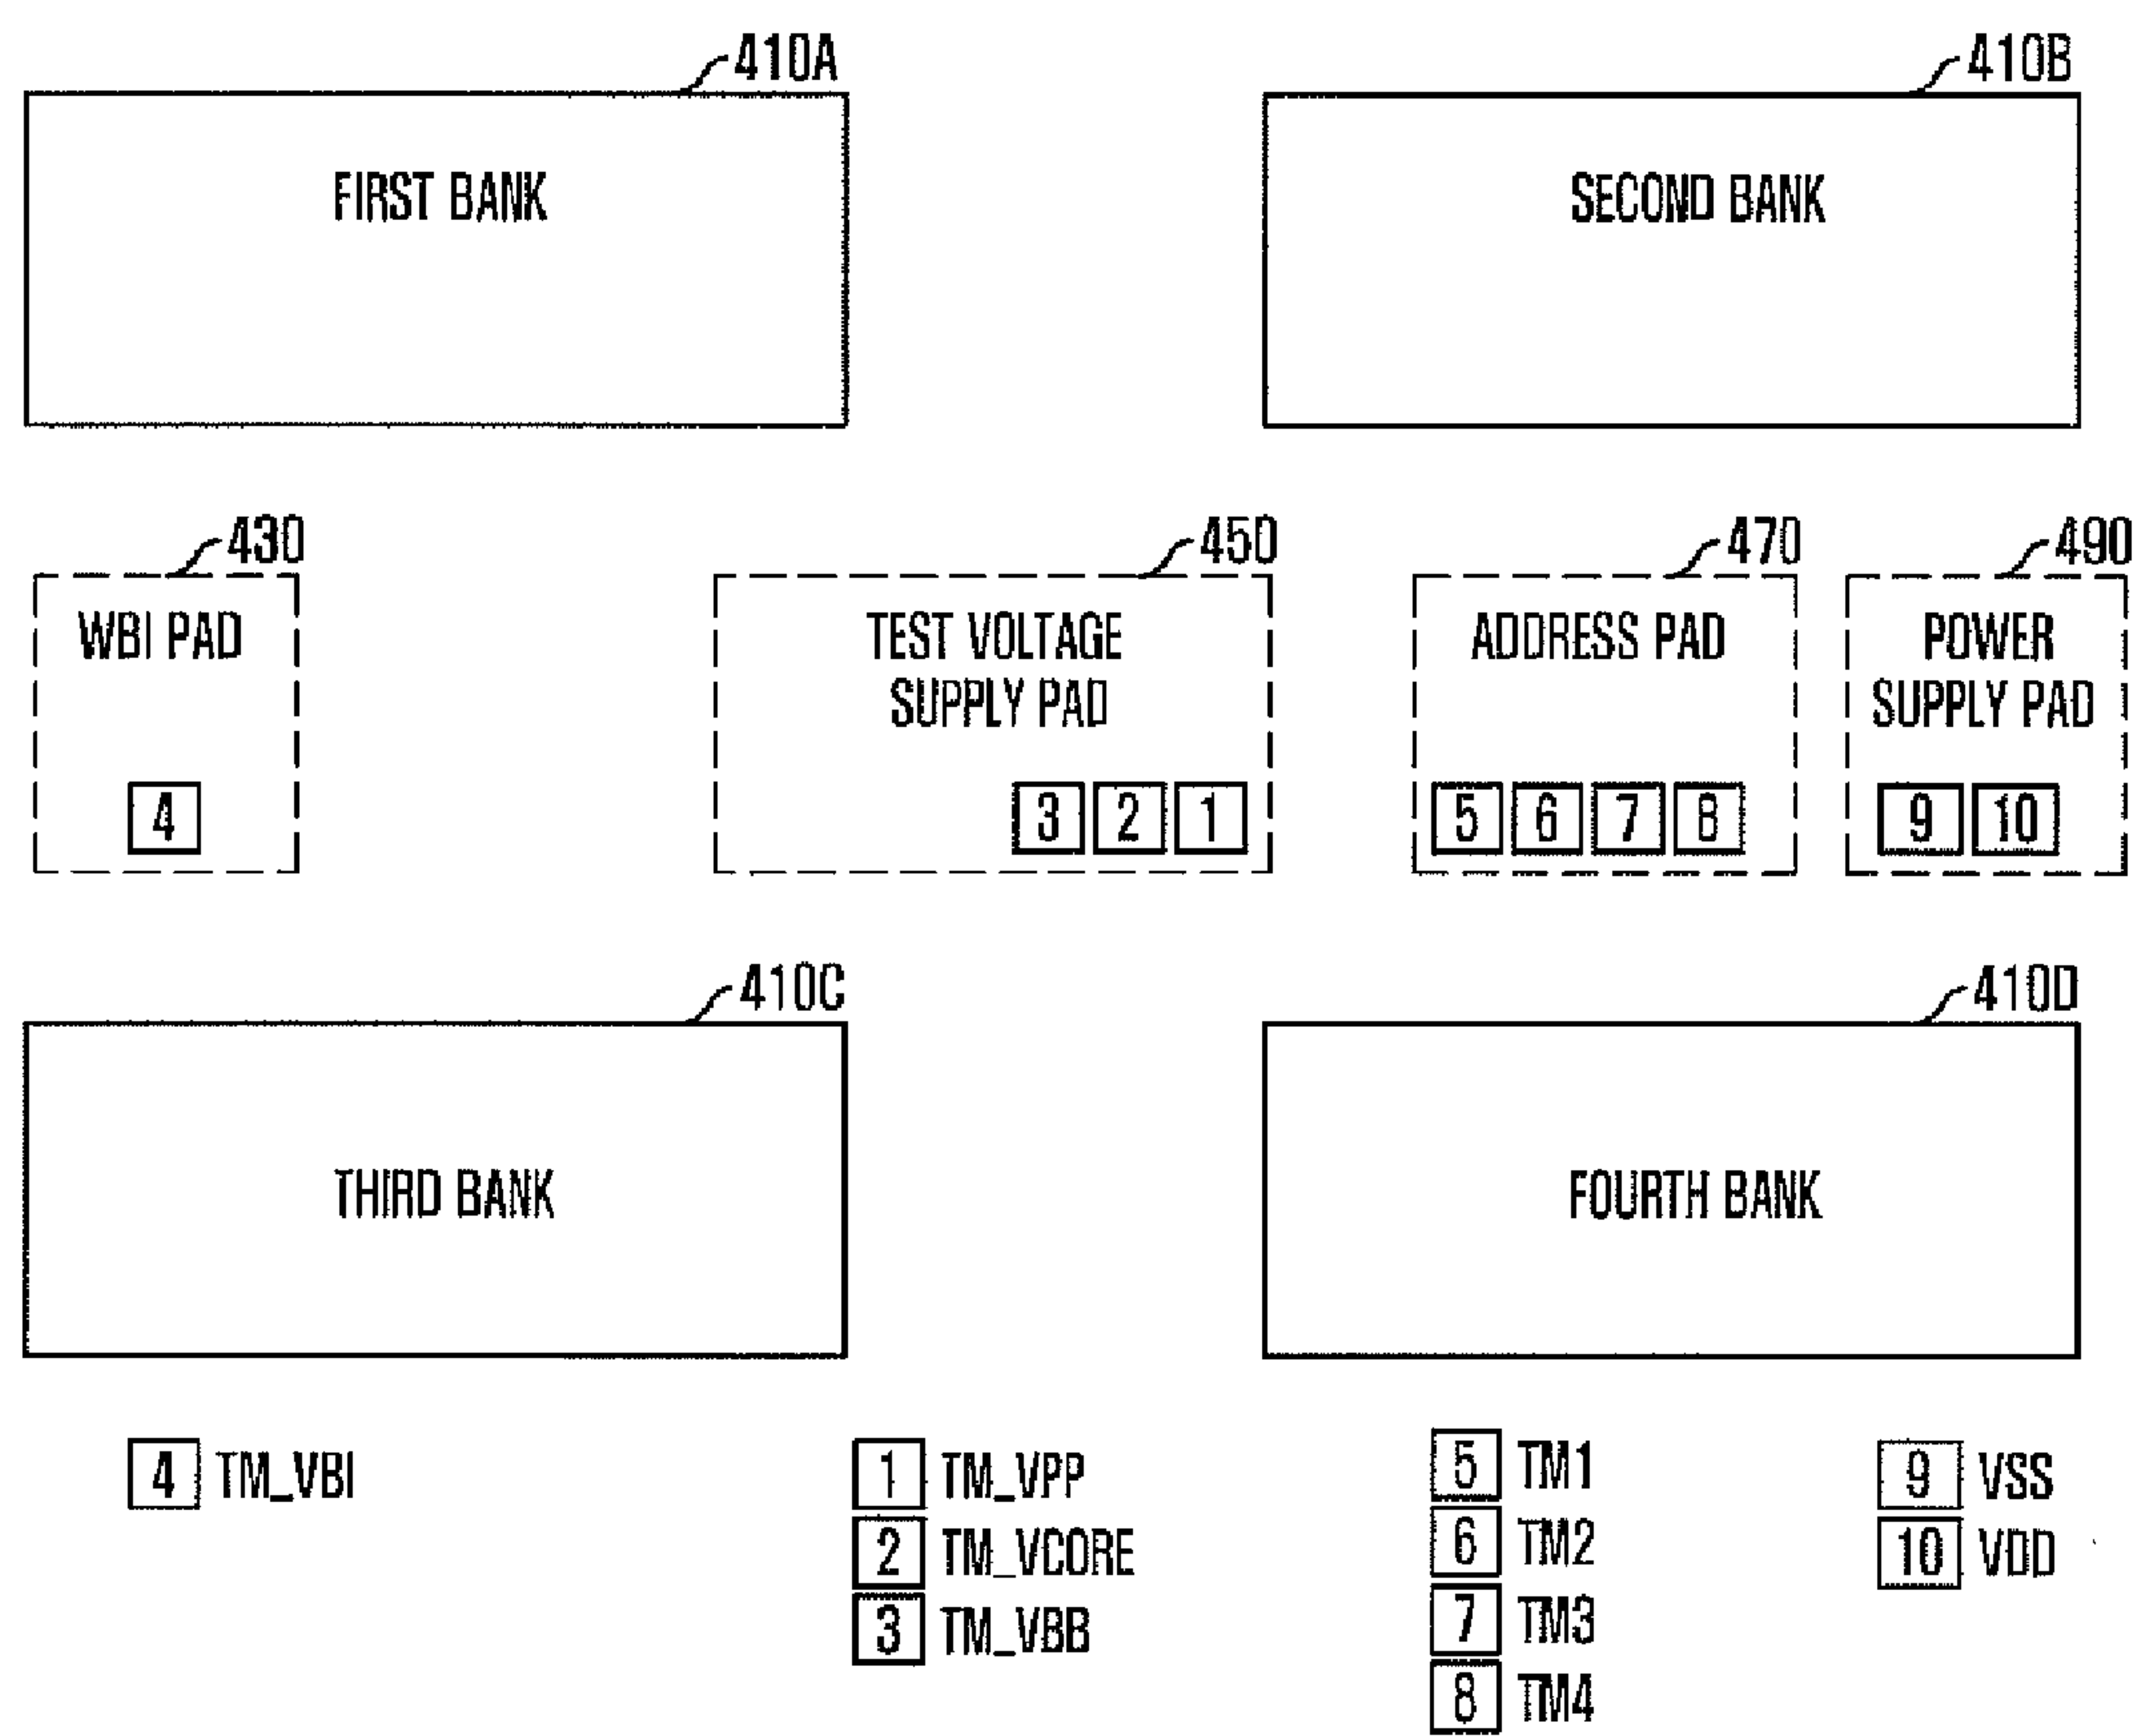 410A
410B
FIRST BANK
SECOND BANK
430
450
470
490
WBI PAD
TEST VOLTAGE
SUPPLY PAD
ADDRESS PAD
POWER
SUPPLY PAD
4
3 2 1
5 6 7 8
9 10
410C
410D
THIRD BANK
FOURTH BANK
4 TM_VBI
1 TM_VPP
2 TM_VCORE
3 TM_VBB
5 TM1
6 TM2
7 TM3
8 TM4
9 VSS
10 VDD